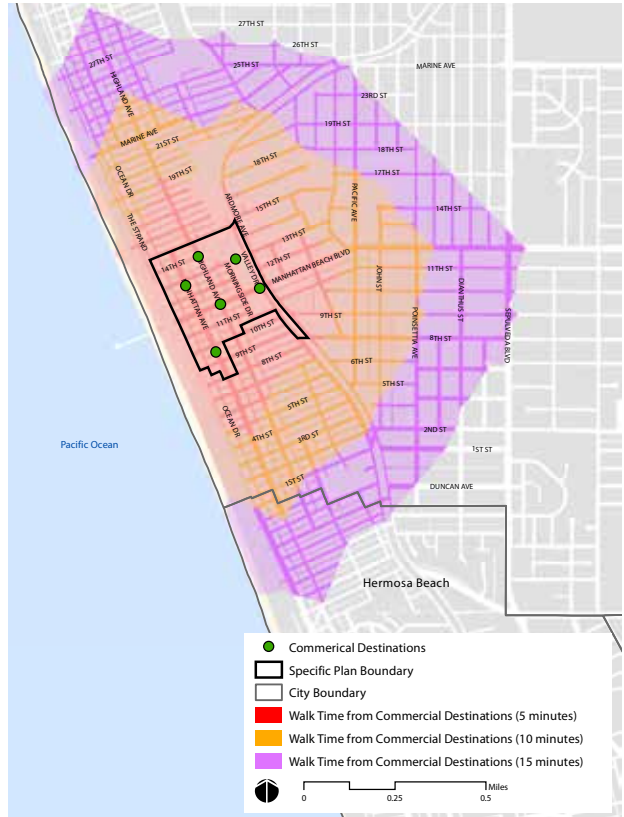 27TH ST
26TH ST
27TH ST
25TH ST
MARINE AVE
HIGHLAND AVE
23RD ST
19TH ST
MARINE AVE
21ST ST
18TH ST
18TH ST
17TH ST
OCEAN DR
19TH ST
PACIFIC AVE
ARDMORE AVE
15TH ST
14TH ST
THE STRAND
13TH ST
12TH ST
VALLEY DR
MANHATTAN BEACH BLVD
14TH ST
HIGHLAND AVE
MORNINGSIDE DR
11TH ST
JOHN ST
DIANTHUS ST
HATTAN AVE
11TH ST
10TH ST
9TH ST
POINSETTA AVE
SEPULVEDA BLVD
8TH ST
9TH ST
8TH ST
6TH ST
5TH ST
5TH ST
OCEAN DR
4TH ST
3RD ST
2ND ST
Pacific Ocean
1ST ST
1ST ST
DUNCAN AVE
Hermosa Beach
Commerical Destinations
Specific Plan Boundary
City Boundary
Walk Time from Commercial Destinations (5 minutes)
Walk Time from Commercial Destinations (10 minutes)
Walk Time from Commercial Destinations (15 minutes)
Miles
0 0.25 0.5